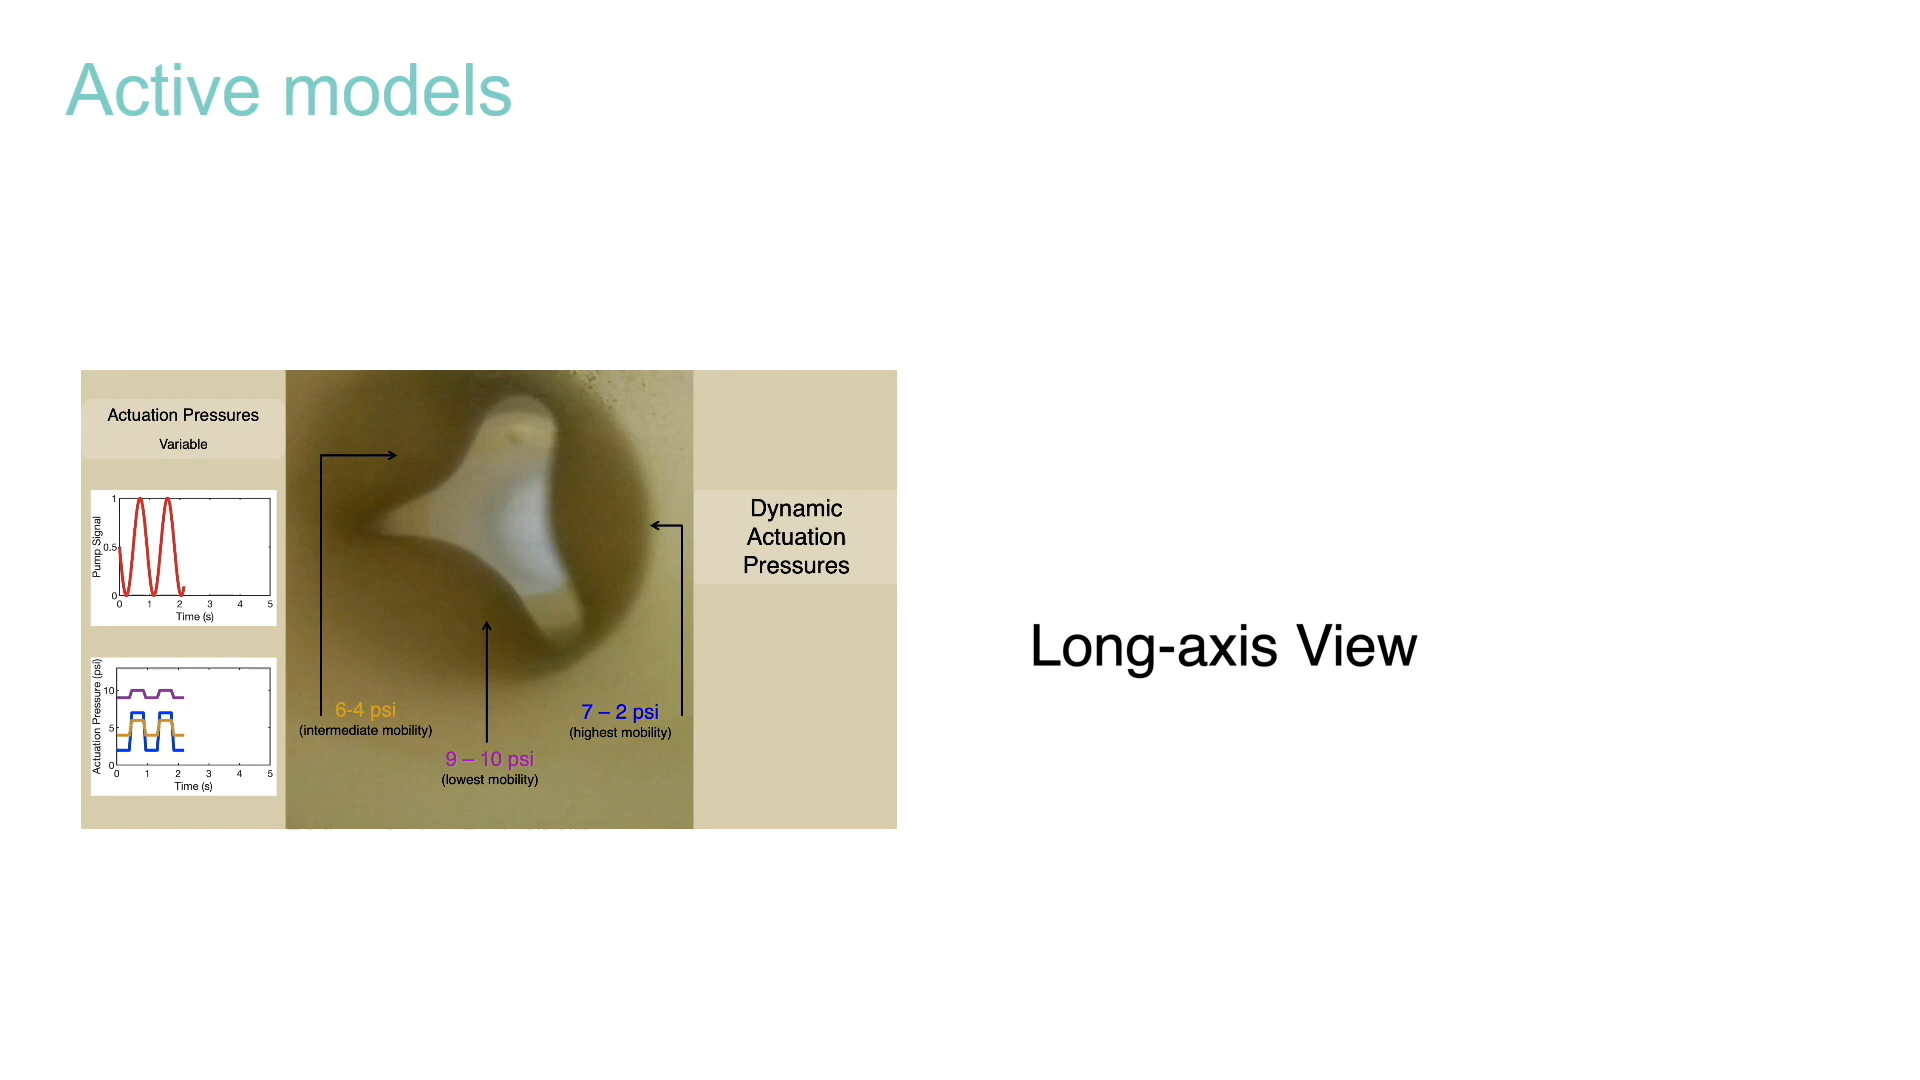 Active models
Actuation Pressures
Variable
Pump Signal
1
0.5
0
0 1 2 3 4 5
Time (s)
Actuation Pressure (psi)
10
5
0
0 1 2 3 4 5
Time (s)
6-4 psi
(intermediate mobility)
9 – 10 psi
(lowest mobility)
7 – 2 psi
(highest mobility)
Dynamic
Actuation
Pressures
Long-axis View